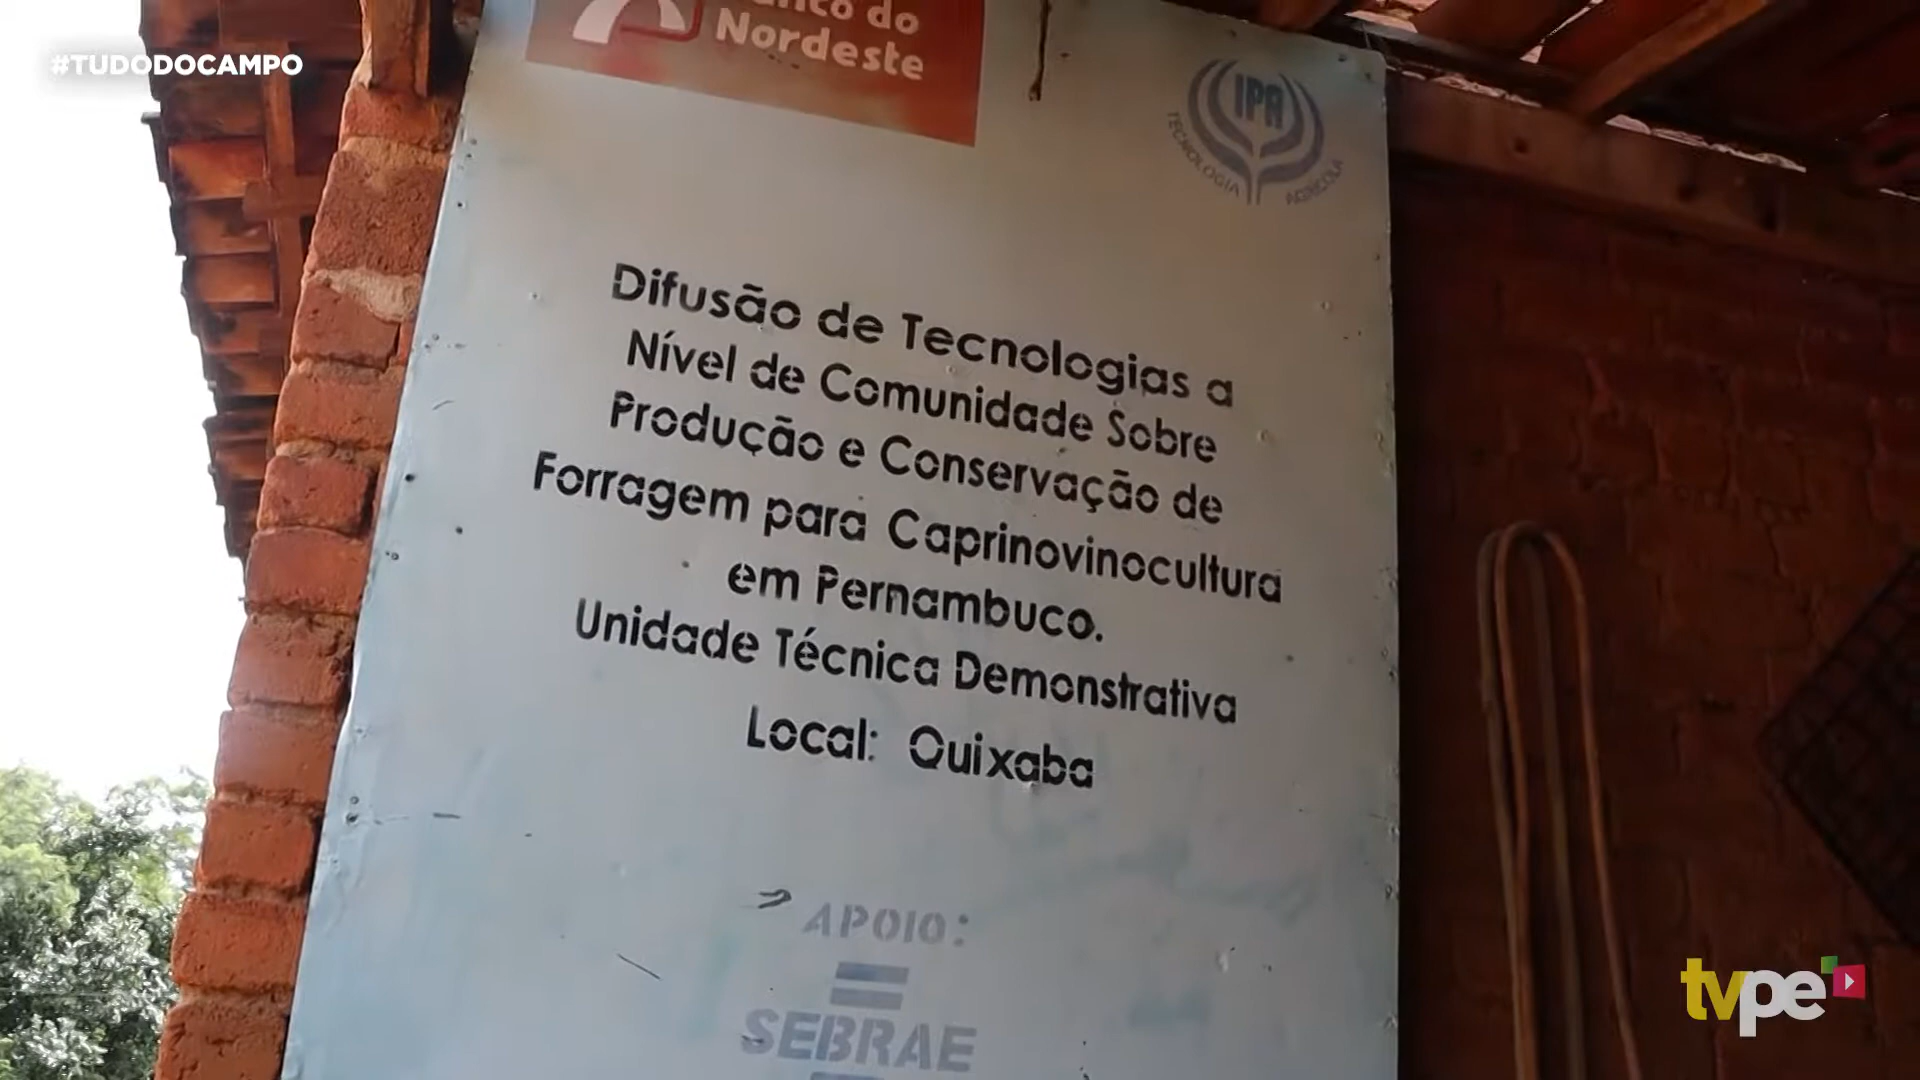 #TUDODOCAMPO
do
Nordeste
IPA
TECNOLOGIA AGRÍCOLA
Difusão de Tecnologias a
Nível de Comunidade Sobre
Produção e Conservação de
Forragem para Caprinovinocultura
em Pernambuco.
Unidade Técnica Demonstrativa
Local: Quixaba
APOIO:
SEBRAE
tvpe